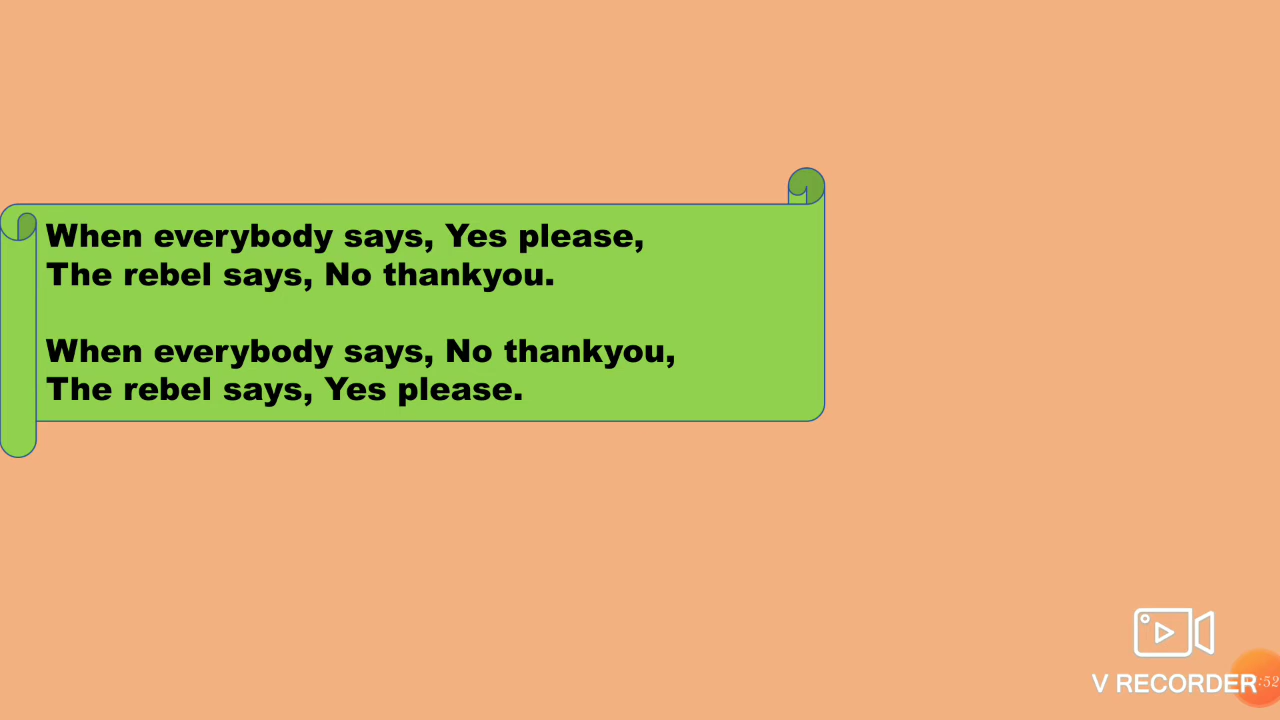 When everybody says, Yes please,
The rebel says, No thankyou.
When everybody says, No thankyou,
The rebel says, Yes please.
V RECORDER
:52